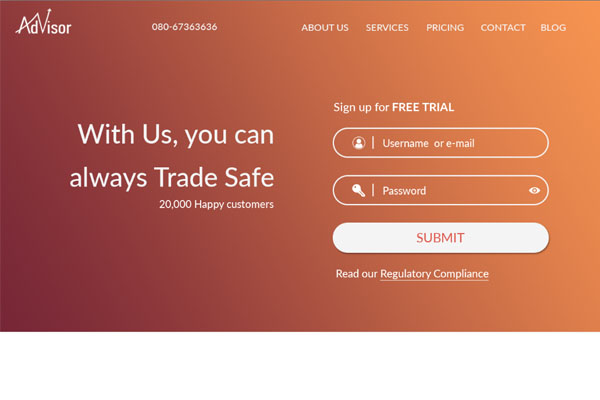 AdVisor
080-67363636
ABOUT US SERVICES PRICING CONTACT BLOG
With Us, you can
always Trade Safe
20,000 Happy customers
Sign up for FREE TRIAL
Username or e-mail
Password
SUBMIT
Read our Regulatory Compliance